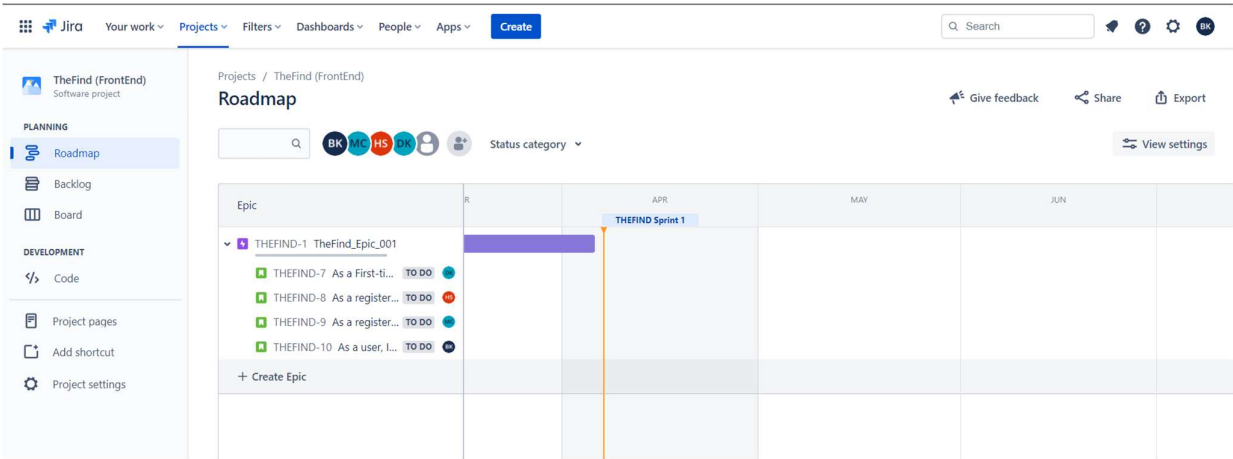 Jira Your work Projects Filters Dashboards People Apps Create Search BK
TheFind (FrontEnd)
Software project
PLANNING
Roadmap
Backlog
Board
DEVELOPMENT
Code
Project pages
Add shortcut
Project settings
Projects / TheFind (FrontEnd)
Roadmap
Give feedback Share Export
BK MC HS DK Status category View settings
Epic R APR MAY JUN
THEFIND Sprint 1
THEFIND-1 TheFind_Epic_001
THEFIND-7 As a First-ti... TO DO DK
THEFIND-8 As a register... TO DO HS
THEFIND-9 As a register... TO DO MC
THEFIND-10 As a user, I... TO DO BK
+ Create Epic